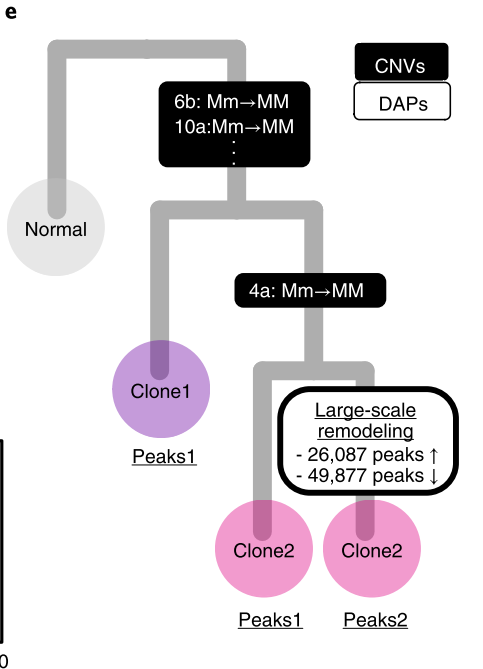 e
CNVs
DAPs
6b: Mm→MM
10a:Mm→MM
⋮
Normal
4a: Mm→MM
Clone1
Peaks1
Large-scale
remodeling
- 26,087 peaks ↑
- 49,877 peaks ↓
Clone2
Clone2
Peaks1
Peaks2
0